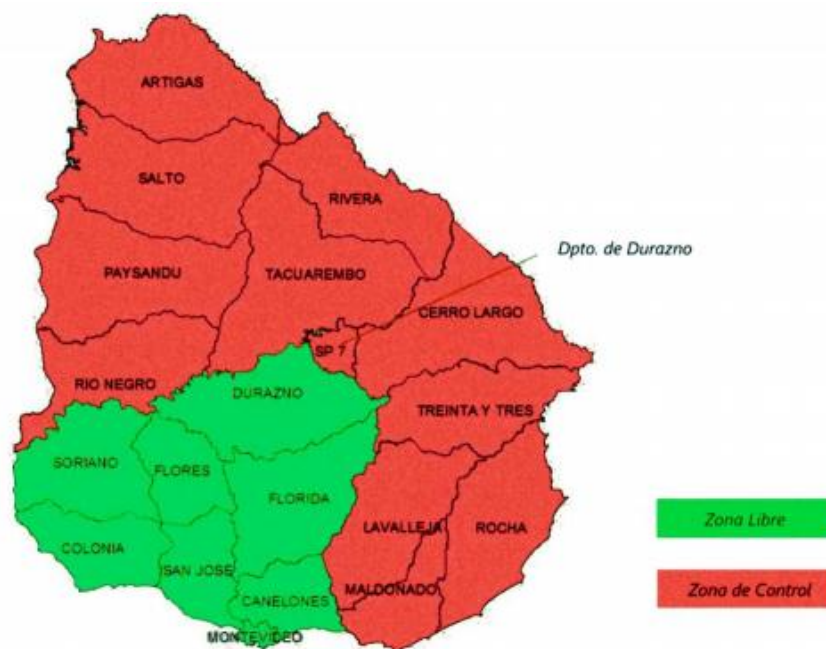 ARTIGAS
SALTO
RIVERA
PAYSANDU
TACUAREMBO
Dpto. de Durazno
CERRO LARGO
SP 7
RIO NEGRO
DURAZNO
TREINTA Y TRES
SORIANO
FLORES
FLORIDA
LAVALLEJA
ROCHA
Zona Libre
COLONIA
SAN JOSE
MALDONADO
Zona de Control
CANELONES
MONTEVIDEO